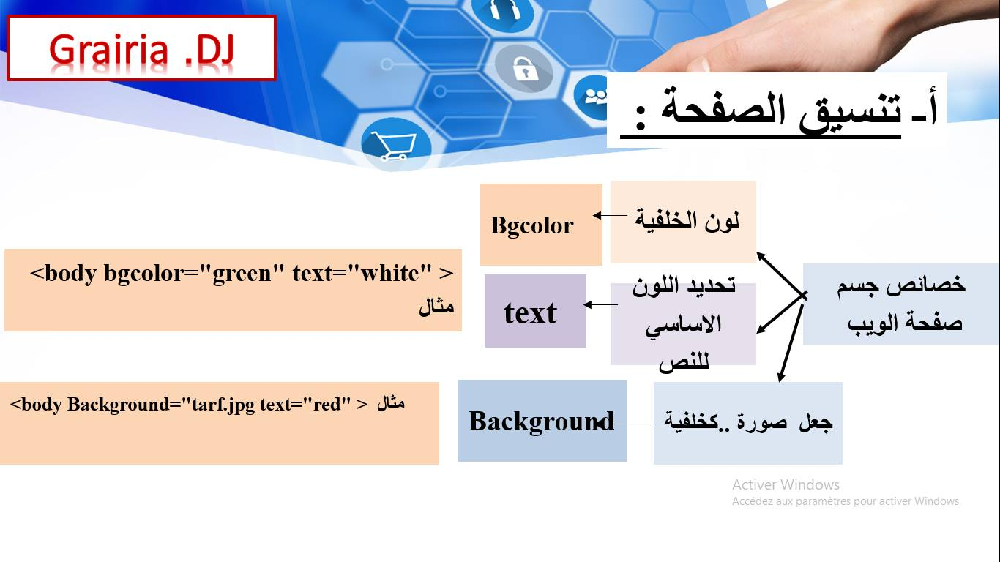 Grairia .DJ
أ- تنسيق الصفحة :
خصائص جسم
صفحة الويب
لون الخلفية
Bgcolor
تحديد اللون
الاساسي
للنص
text
<body bgcolor="green" text="white" >
مثال
جعل صورة ..كخلفية
Background
<body Background="tarf.jpg text="red" > مثال
Activer Windows
Accédez aux paramètres pour activer Windows.